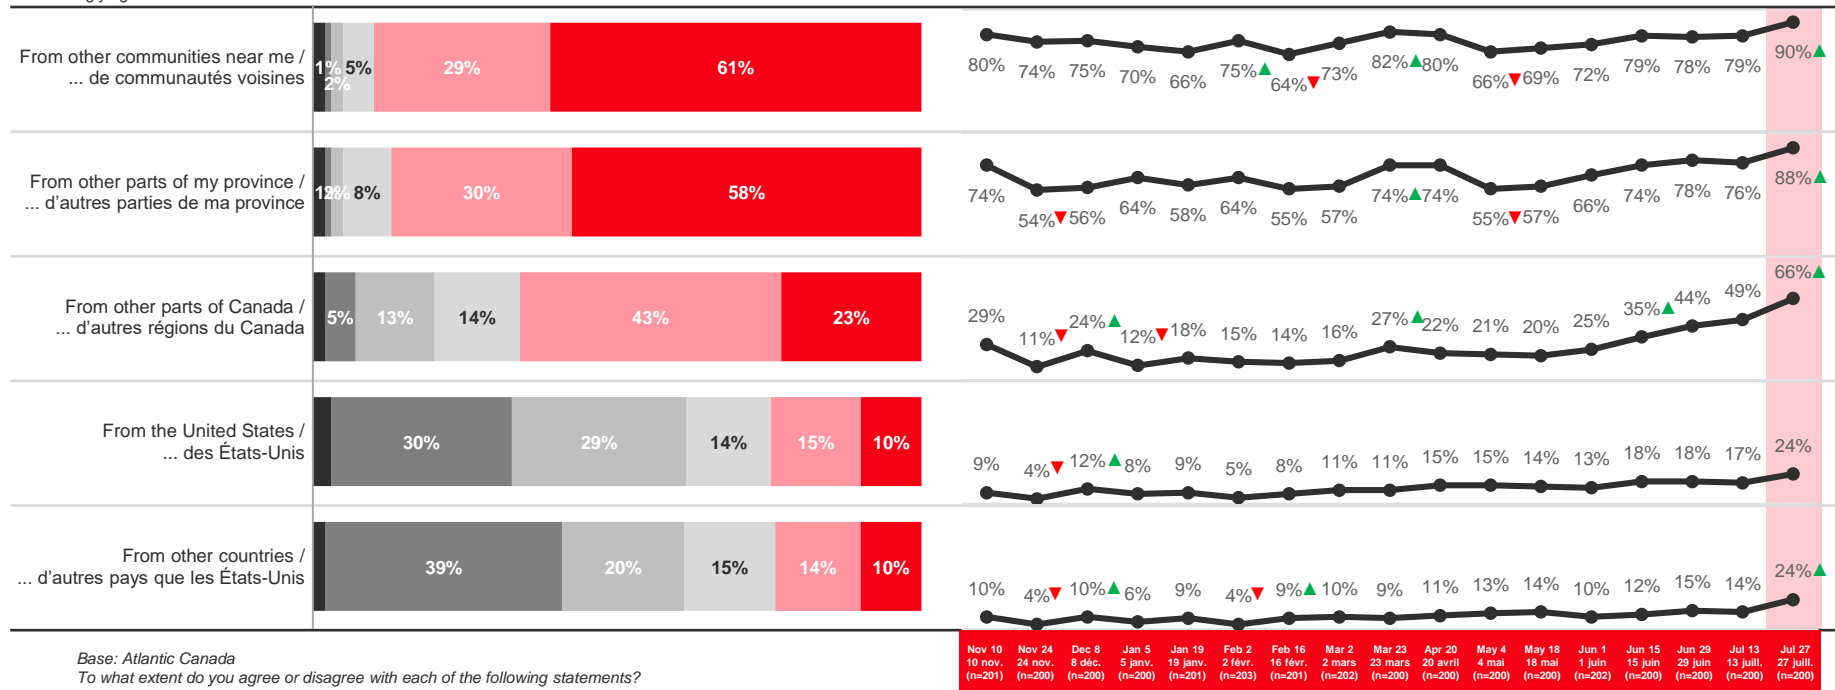 From other communities near me /
... de communautés voisines
1% 2% 5% 29% 61%
80% 74% 75% 70% 66% 75% 64% 73% 82% 80% 66% 69% 72% 79% 78% 79% 90%
From other parts of my province /
... d'autres parties de ma province
8% 30% 58%
74% 54% 56% 64% 58% 64% 55% 57% 74% 74% 55% 57% 66% 74% 78% 76% 88%
From other parts of Canada /
... d'autres régions du Canada
5% 13% 14% 43% 23%
29% 11% 24% 12% 18% 15% 14% 16% 27% 22% 21% 20% 25% 35% 44% 49% 66%
From the United States /
... des États-Unis
30% 29% 14% 15% 10%
9% 4% 12% 8% 9% 5% 8% 11% 11% 15% 15% 14% 13% 18% 18% 17% 24%
From other countries /
... d'autres pays que les États-Unis
39% 20% 15% 14% 10%
10% 4% 10% 6% 9% 4% 9% 10% 9% 11% 13% 14% 10% 12% 15% 14% 24%
Nov 10 Nov 24 Dec 8 Jan 5 Jan 19 Feb 2 Feb 16 Mar 2 Mar 23 Apr 20 May 4 May 18 Jun 1 Jun 15 Jun 29 Jul 13 Jul 27
10 nov. 24 nov. 8 déc. 5 janv. 19 janv. 2 févr. 16 févr. 2 mars 23 mars 20 avril 4 mai 18 mai 1 juin 15 juin 29 juin 13 juill. 27 juill.
(n=201) (n=200) (n=200) (n=200) (n=201) (n=203) (n=201) (n=202) (n=200) (n=200) (n=200) (n=200) (n=202) (n=200) (n=200) (n=200) (n=200)
Base: Atlantic Canada
To what extent do you agree or disagree with each of the following statements?